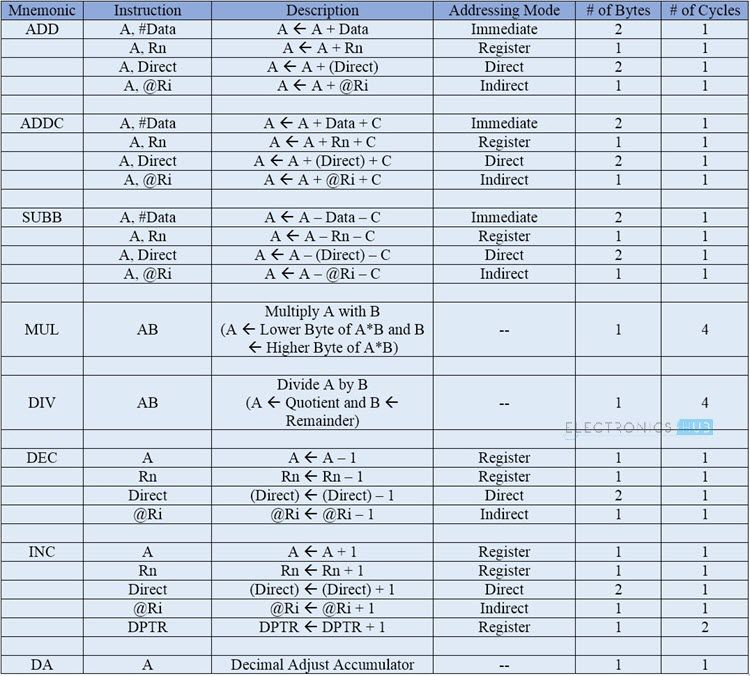 Mnemonic Instruction Description Addressing Mode # of Bytes # of Cycles
ADD A, #Data A ← A + Data Immediate 2 1
A, Rn A ← A + Rn Register 1 1
A, Direct A ← A + (Direct) Direct 2 1
A, @Ri A ← A + @Ri Indirect 1 1
ADDC A, #Data A ← A + Data + C Immediate 2 1
A, Rn A ← A + Rn + C Register 1 1
A, Direct A ← A + (Direct) + C Direct 2 1
A, @Ri A ← A + @Ri + C Indirect 1 1
SUBB A, #Data A ← A – Data – C Immediate 2 1
A, Rn A ← A – Rn – C Register 1 1
A, Direct A ← A – (Direct) – C Direct 2 1
A, @Ri A ← A – @Ri – C Indirect 1 1
Multiply A with B
MUL AB (A ← Lower Byte of A*B and B -- 1 4
← Higher Byte of A*B)
Divide A by B
DIV AB (A ← Quotient and B ← -- 1 4
Remainder)
ELECTRONICS HUB
DEC A A ← A – 1 Register 1 1
Rn Rn ← Rn – 1 Register 1 1
Direct (Direct) ← (Direct) – 1 Direct 2 1
@Ri @Ri ← @Ri – 1 Indirect 1 1
INC A A ← A + 1 Register 1 1
Rn Rn ← Rn + 1 Register 1 1
Direct (Direct) ← (Direct) + 1 Direct 2 1
@Ri @Ri ← @Ri + 1 Indirect 1 1
DPTR DPTR ← DPTR + 1 Register 1 2
DA A Decimal Adjust Accumulator -- 1 1